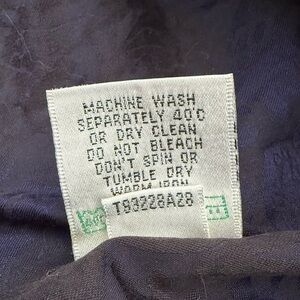 MACHINE WASH
SEPARATELY 40°C
OR DRY CLEAN
DO NOT BLEACH
DON'T SPIN OR
TUMBLE DRY
WARM IRON
T93228A28